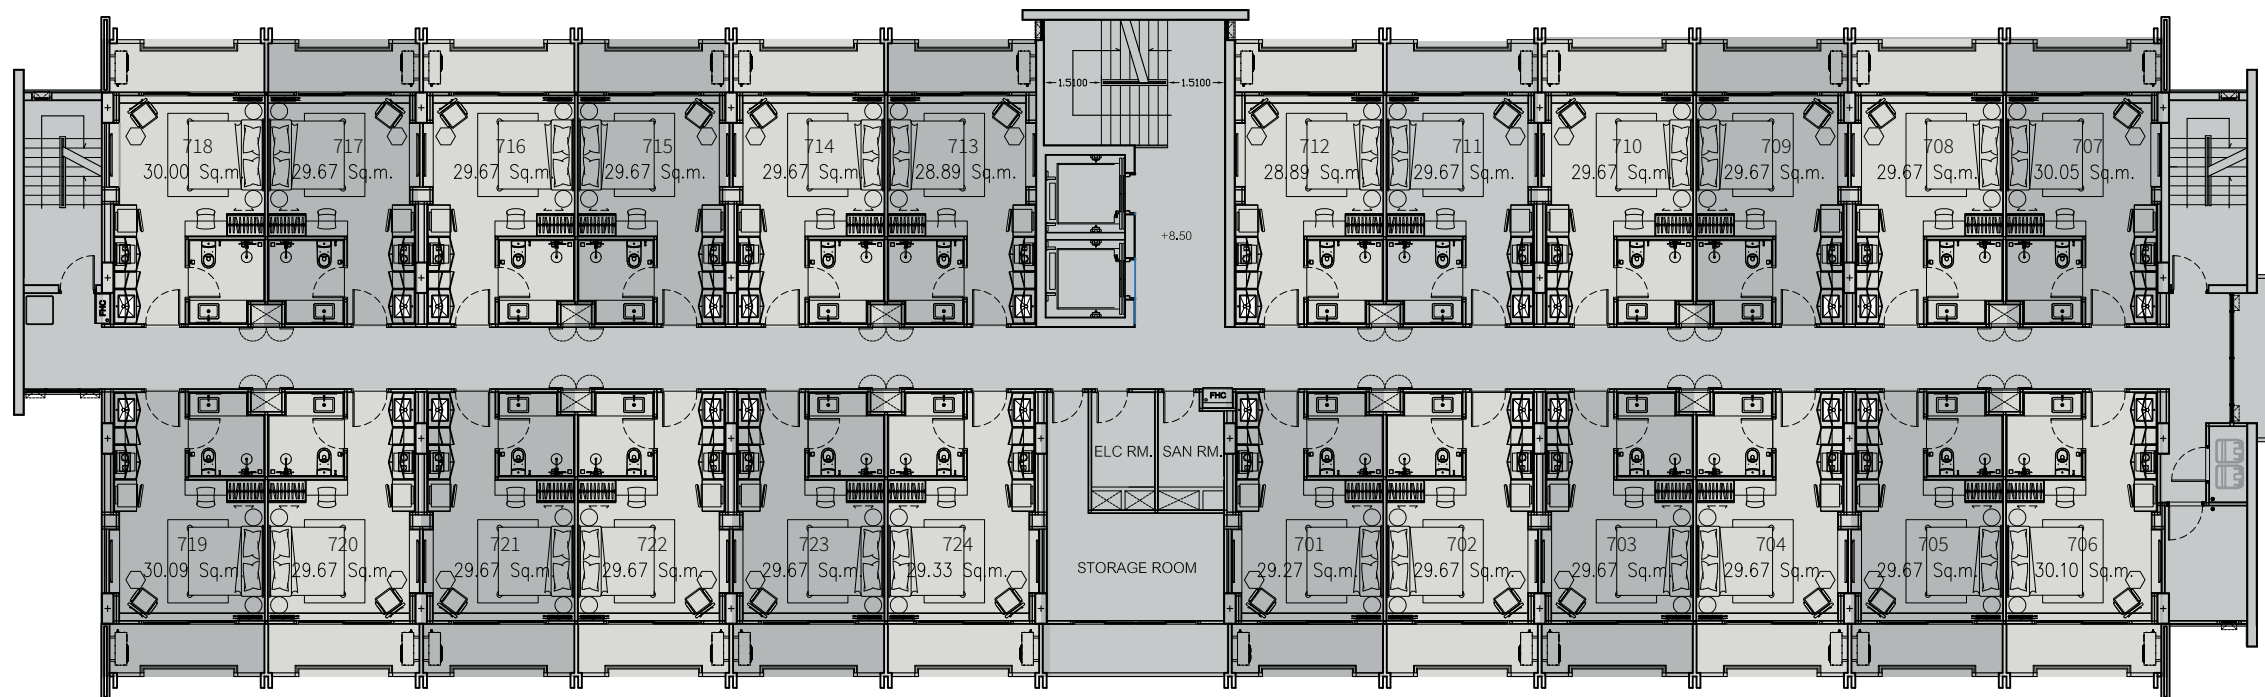 1.5100
1.5100
718
30.00 Sq.m.
717
29.67 Sq.m.
716
29.67 Sq.m.
715
29.67 Sq.m.
714
29.67 Sq.m.
713
28.89 Sq.m.
712
28.89 Sq.m.
711
29.67 Sq.m.
710
29.67 Sq.m.
709
29.67 Sq.m.
708
29.67 Sq.m.
707
30.05 Sq.m.
+8.50
FHC
FHC
ELC RM.
SAN RM.
719
30.09 Sq.m.
720
29.67 Sq.m.
721
29.67 Sq.m.
722
29.67 Sq.m.
723
29.67 Sq.m.
724
29.33 Sq.m.
STORAGE ROOM
701
29.27 Sq.m.
702
29.67 Sq.m.
703
29.67 Sq.m.
704
29.67 Sq.m.
705
29.67 Sq.m.
706
30.10 Sq.m.